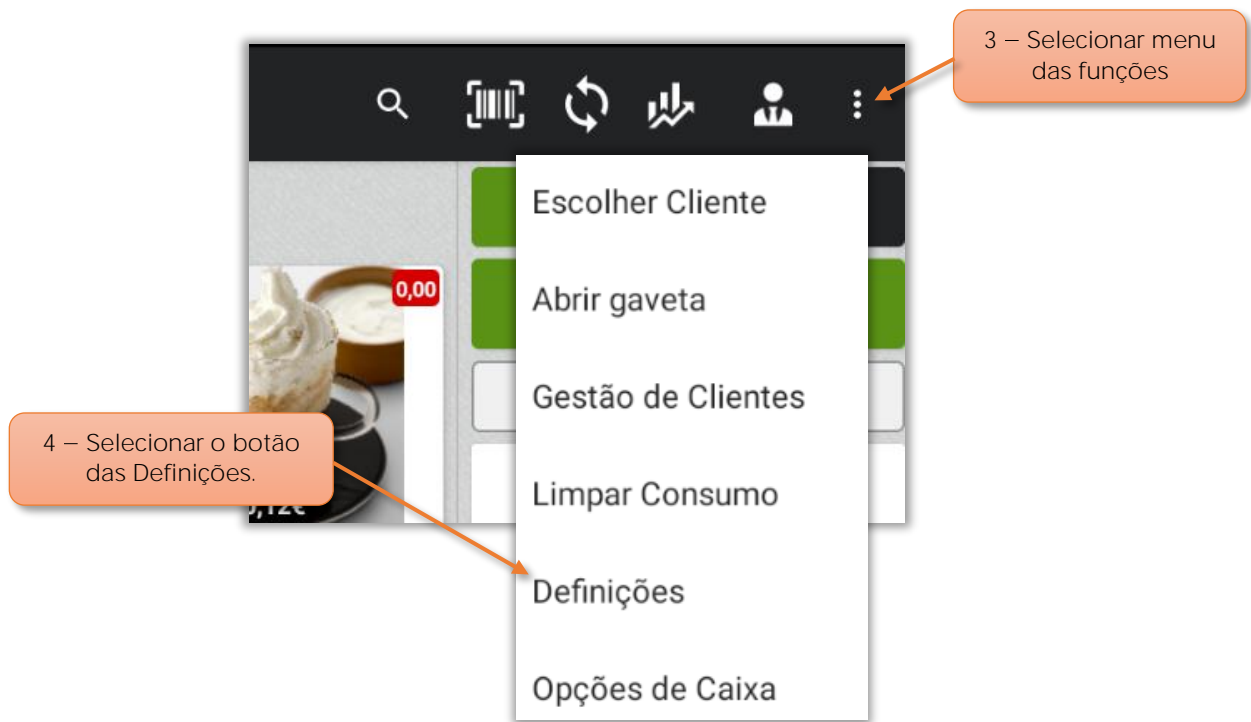 3 – Selecionar menu
das funções
Escolher Cliente
0,00
Abrir gaveta
Gestão de Clientes
4 – Selecionar o botão
das Definições.
Limpar Consumo
Definições
Opções de Caixa